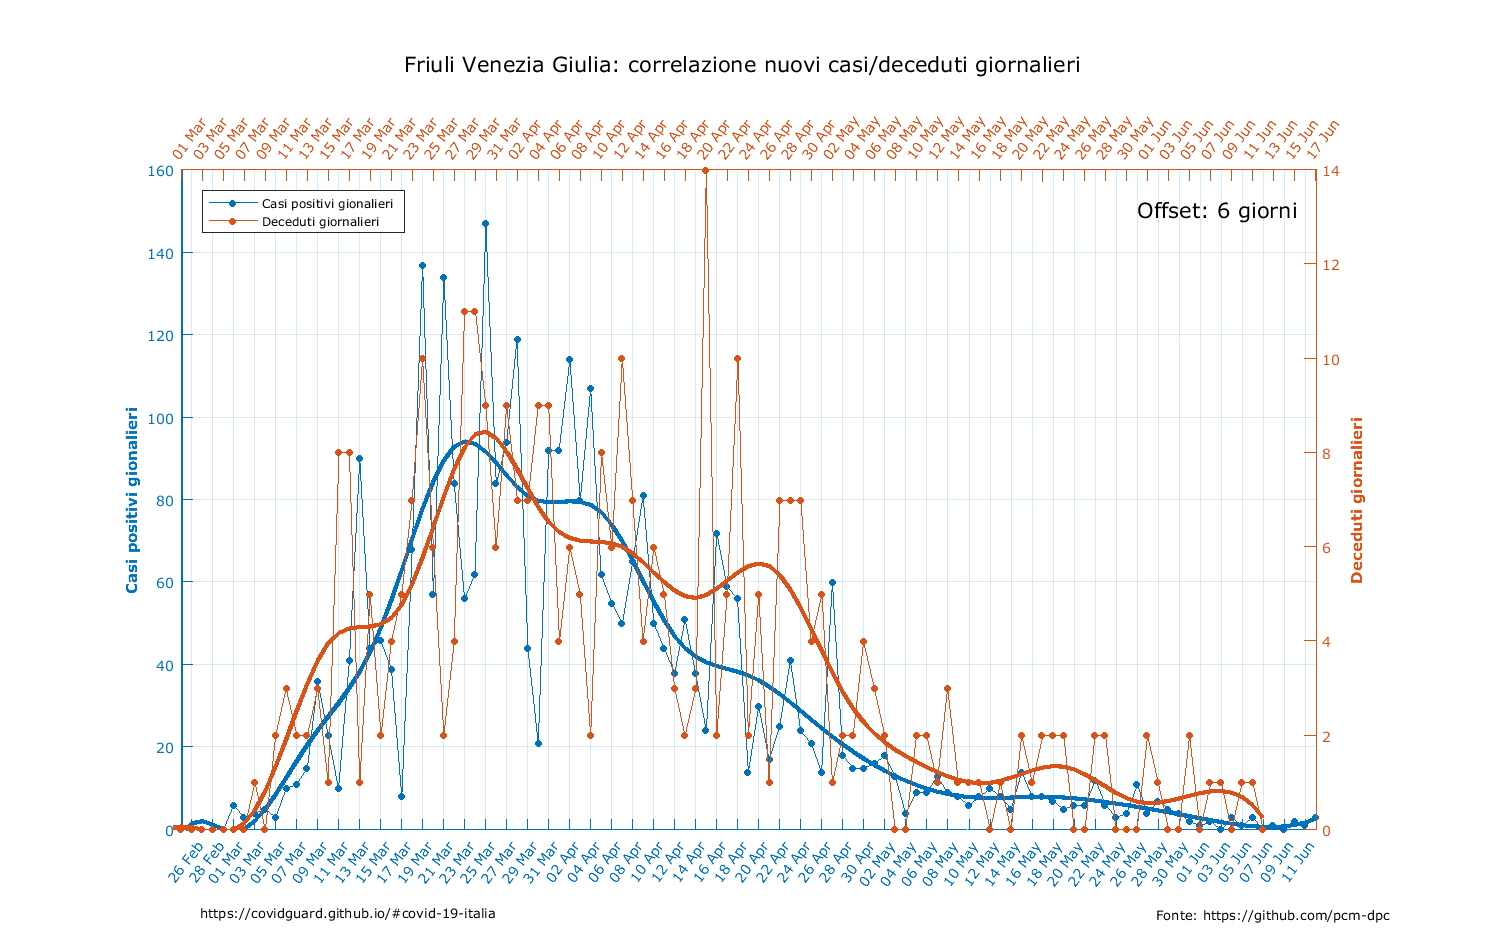 Friuli Venezia Giulia: correlazione nuovi casi/deceduti giornalieri
01 Mar 03 Mar 05 Mar 07 Mar 09 Mar 11 Mar 13 Mar 15 Mar 17 Mar 19 Mar 21 Mar 23 Mar 25 Mar 27 Mar 29 Mar 31 Mar 02 Apr 04 Apr 06 Apr 08 Apr 10 Apr 12 Apr 14 Apr 16 Apr 18 Apr 20 Apr 22 Apr 24 Apr 26 Apr 28 Apr 30 Apr 02 May 04 May 06 May 08 May 10 May 12 May 14 May 16 May 18 May 20 May 22 May 24 May 26 May 28 May 30 May 01 Jun 03 Jun 05 Jun 07 Jun 09 Jun 11 Jun 13 Jun 15 Jun 17 Jun
160
140
120
100
80
60
40
20
0
Casi positivi gionalieri
Casi positivi gionalieri
Deceduti giornalieri
Offset: 6 giorni
14
12
10
8
6
4
2
0
Deceduti giornalieri
26 Feb 28 Feb 01 Mar 03 Mar 05 Mar 07 Mar 09 Mar 11 Mar 13 Mar 15 Mar 17 Mar 19 Mar 21 Mar 23 Mar 25 Mar 27 Mar 29 Mar 31 Mar 02 Apr 04 Apr 06 Apr 08 Apr 10 Apr 12 Apr 14 Apr 16 Apr 18 Apr 20 Apr 22 Apr 24 Apr 26 Apr 28 Apr 30 Apr 02 May 04 May 06 May 08 May 10 May 12 May 14 May 16 May 18 May 20 May 22 May 24 May 26 May 28 May 30 May 01 Jun 03 Jun 05 Jun 07 Jun 09 Jun 11 Jun
https://covidguard.github.io/#covid-19-italia
Fonte: https://github.com/pcm-dpc